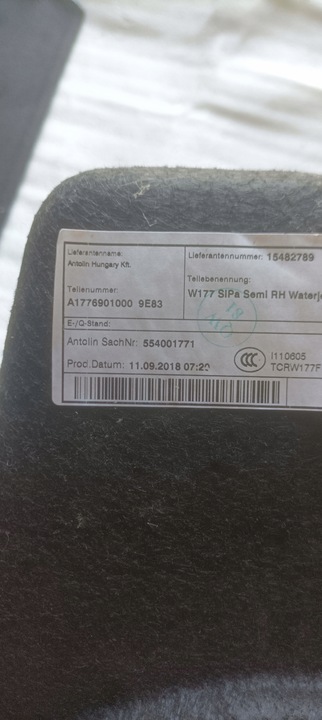 Lieferantenname:
Antolin Hungary Kft.
Lieferantennummer: 15482789
Teilenummer:
A1776901000 9E83
Teilebenennung:
W177 SiPa Semi RH Waterj
E-/Q-Stand:
Antolin SachNr: 554001771
Prod.Datum: 11.09.2018 07:20
CCC
I110605
TCRW177F